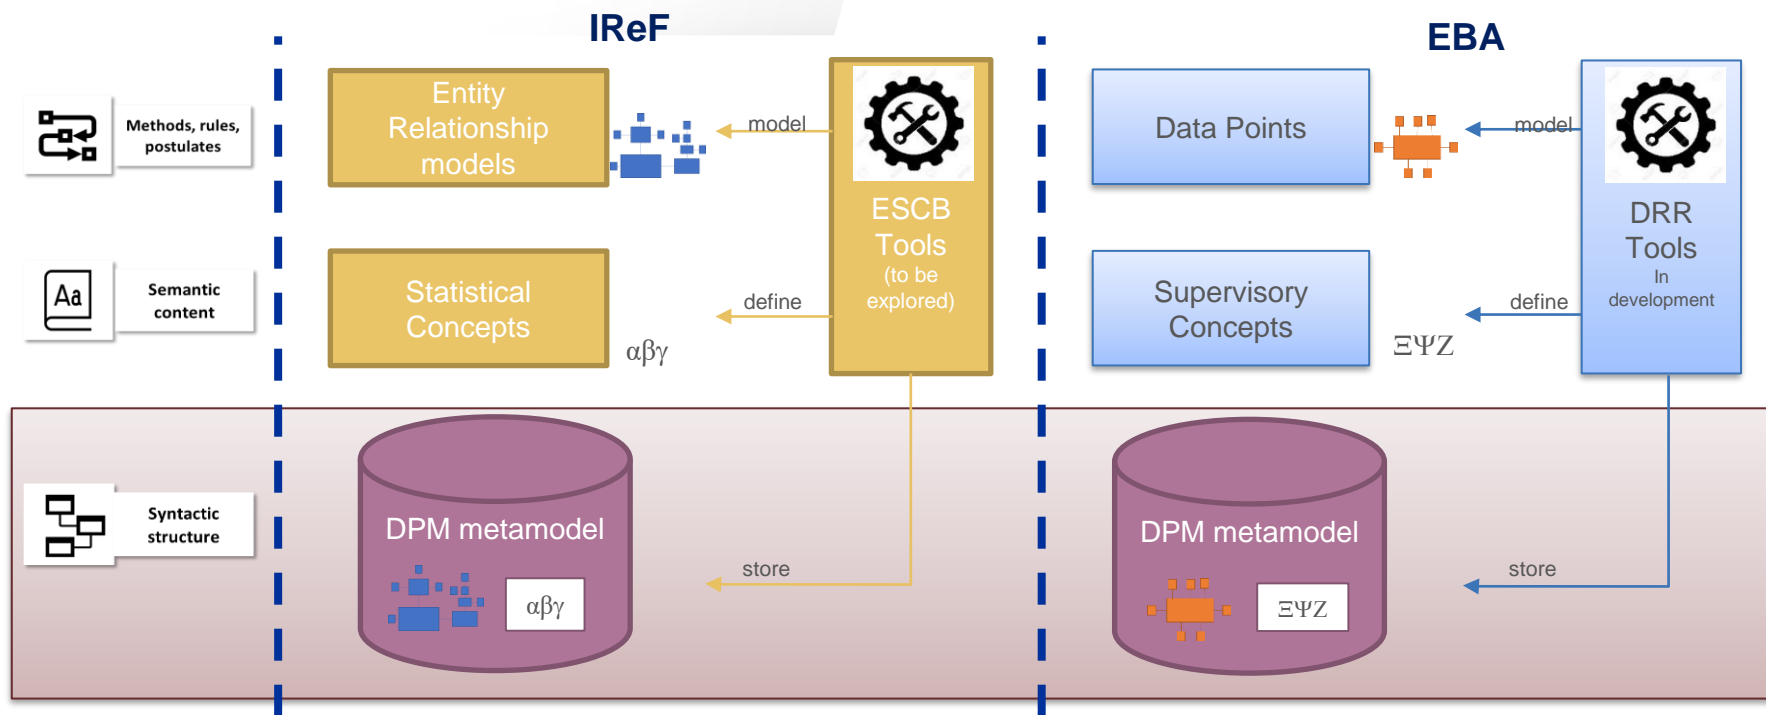 IReF
EBA
Methods, rules,
postulates
Entity
Relationship
models
model
ESCB
Tools
(to be
explored)
Data Points
model
DRR
Tools
In
development
Aa
Semantic
content
Statistical
Concepts
αβγ
define
Supervisory
Concepts
ΞΨΖ
define
Syntactic
structure
DPM metamodel
αβγ
store
DPM metamodel
ΞΨΖ
store